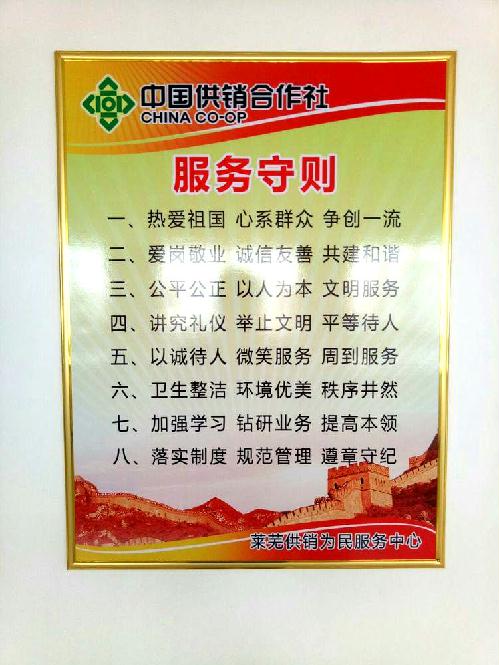 中国供销合作社
CHINA CO-OP
服务守则
一、热爱祖国 心系群众 争创一流
二、爱岗敬业 诚信友善 共建和谐
三、公平公正 以人为本 文明服务
四、讲究礼仪 举止文明 平等待人
五、以诚待人 微笑服务 周到服务
六、卫生整洁 环境优美 秩序井然
七、加强学习 钻研业务 提高本领
八、落实制度 规范管理 遵章守纪
莱芜供销为民服务中心